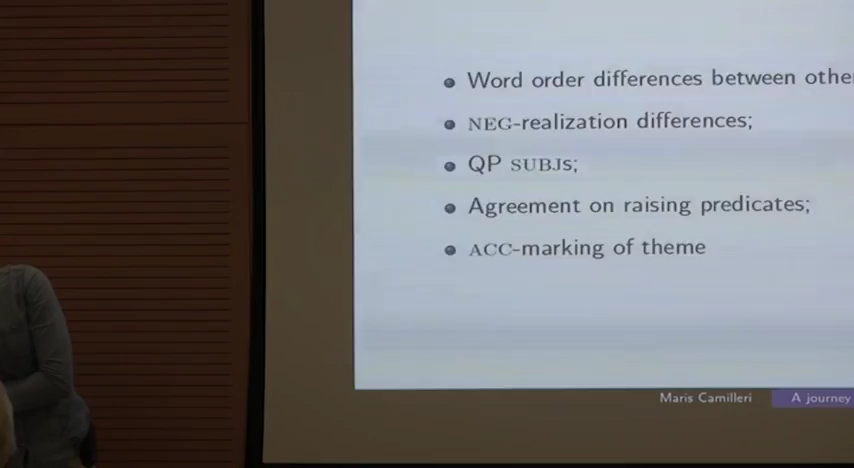 Word order differences between
NEG-realization differences;
QP SUBJS;
Agreement on raising predicates;
ACC-marking of theme
Maris Camilleri
A journey